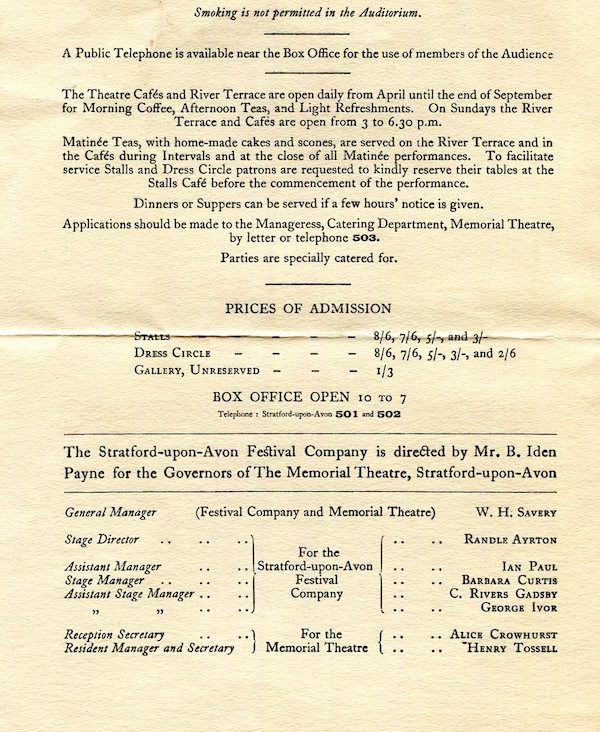 Smoking is not permitted in the Auditorium.
A Public Telephone is available near the Box Office for the use of members of the Audience
The Theatre Cafés and River Terrace are open daily from April until the end of September
for Morning Coffee, Afternoon Teas, and Light Refreshments. On Sundays the River
Terrace and Cafés are open from 3 to 6.30 p.m.
Matinée Teas, with home-made cakes and scones, are served on the River Terrace and in
the Cafés during Intervals and at the close of all Matinée performances. To facilitate
service Stalls and Dress Circle patrons are requested to kindly reserve their tables at the
Stalls Café before the commencement of the performance.
Dinners or Suppers can be served if a few hours' notice is given.
Applications should be made to the Manageress, Catering Department, Memorial Theatre,
by letter or telephone 503.
Parties are specially catered for.
PRICES OF ADMISSION
STALLS – – – – 8/6, 7/6, 5/-, and 3/-
DRESS CIRCLE – – – – 8/6, 7/6, 5/-, 3/-, and 2/6
GALLERY, UNRESERVED – – – 1/3
BOX OFFICE OPEN 10 TO 7
Telephone : Stratford-upon-Avon 501 and 502
The Stratford-upon-Avon Festival Company is directed by Mr. B. Iden
Payne for the Governors of The Memorial Theatre, Stratford-upon-Avon
General Manager (Festival Company and Memorial Theatre) W. H. SAVERY
Stage Director .. .. .. For the .. .. RANDLE AYRTON
Assistant Manager .. .. Stratford-upon-Avon .. .. IAN PAUL
Stage Manager .. .. .. Festival .. .. BARBARA CURTIS
Assistant Stage Manager .. .. Company .. .. C. RIVERS GADSBY
„ „ .. .. .. .. GEORGE IVOR
Reception Secretary .. .. For the .. .. ALICE CROWHURST
Resident Manager and Secretary Memorial Theatre .. .. HENRY TOSSELL